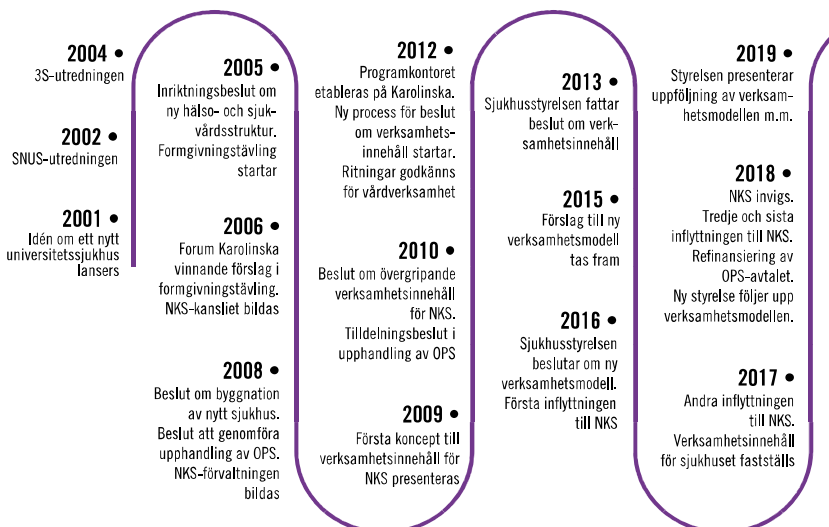 2001
Idén om ett nytt
universitetssjukhus
lansers
2002
SNUS-utredningen
2004
3S-utredningen
2005
Inriktningsbeslut om
ny hälso- och sjuk-
vårdsstruktur.
Formgivningstävling
startar
2006
Forum Karolinska
vinnande förslag i
formgivningstävling.
NKS-kansliet bildas
2008
Beslut om byggnation
av nytt sjukhus.
Beslut att genomföra
upphandling av OPS.
NKS-förvaltningen
bildas
2009
Första koncept till
verksamhetsinnehåll för
NKS presenteras
2010
Beslut om övergripande
verksamhetsinnehåll
för NKS.
Tilldelningsbeslut i
upphandling av OPS
2012
Programkontoret
etableras på Karolinska.
Ny process för beslut
om verksamhets-
innehåll startar.
Ritningar godkänns
för vårdverksamhet
2013
Sjukhusstyrelsen fattar
beslut om verk-
samhetsinnehåll
2015
Förslag till ny
verksamhetsmodell
tas fram
2016
Sjukhusstyrelsen
beslutar om ny
verksamhetsmodell.
Första inflyttningen
till NKS
2017
Andra inflyttningen
till NKS.
Verksamhetsinnehåll
för sjukhuset fastställs
2018
NKS invigs.
Tredje och sista
inflyttningen till NKS.
Refinansiering av
OPS-avtalet.
Ny styrelse följer upp
verksamhetsmodellen.
2019
Styrelsen presenterar
uppföljning av verksam-
hetsmodellen m.m.